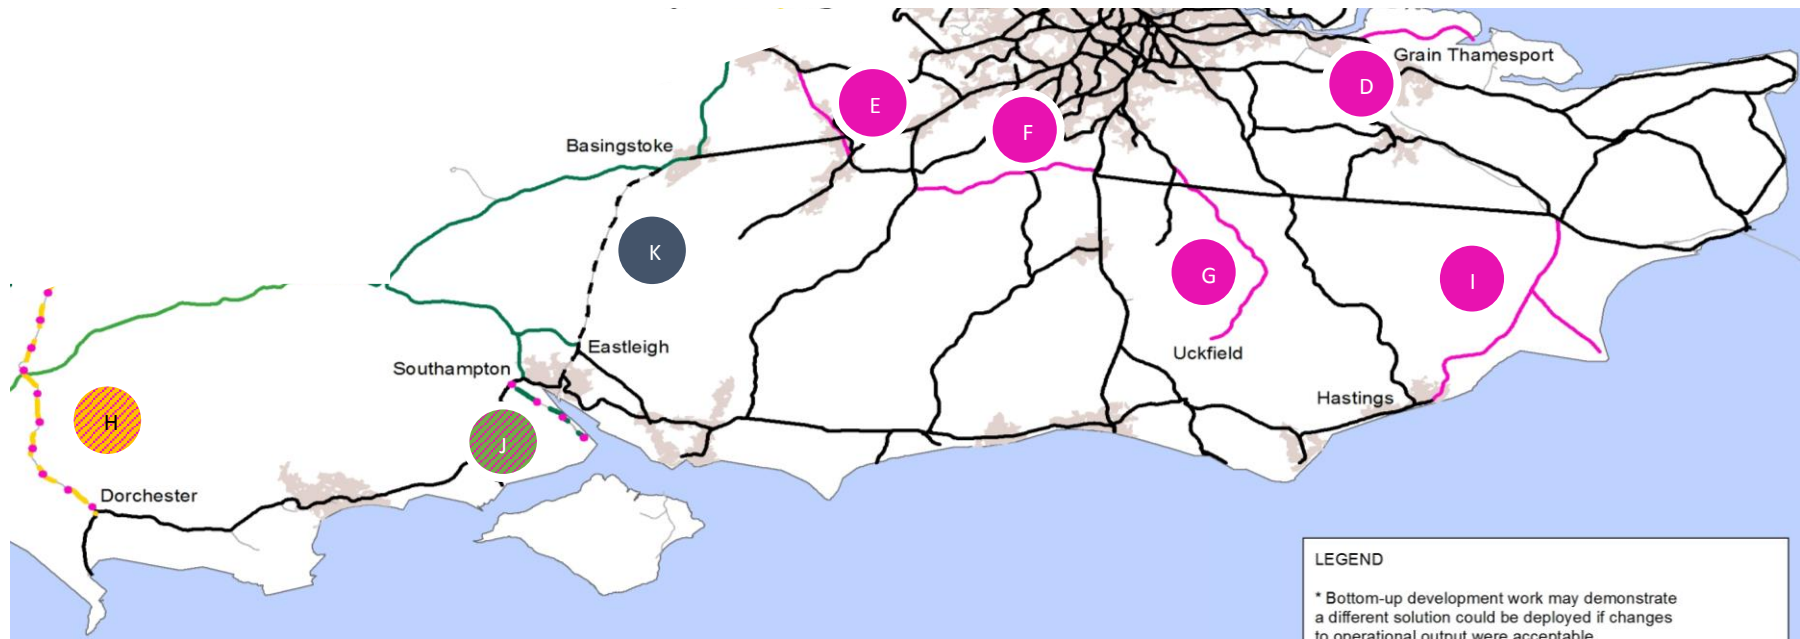 Grain Thamesport
D
E
F
Basingstoke
K
G
I
Eastleigh
Uckfield
Southampton
Hastings
H
J
Dorchester
LEGEND
* Bottom-up development work may demonstrate
a different solution could be deployed if changes
to operational output were acceptable